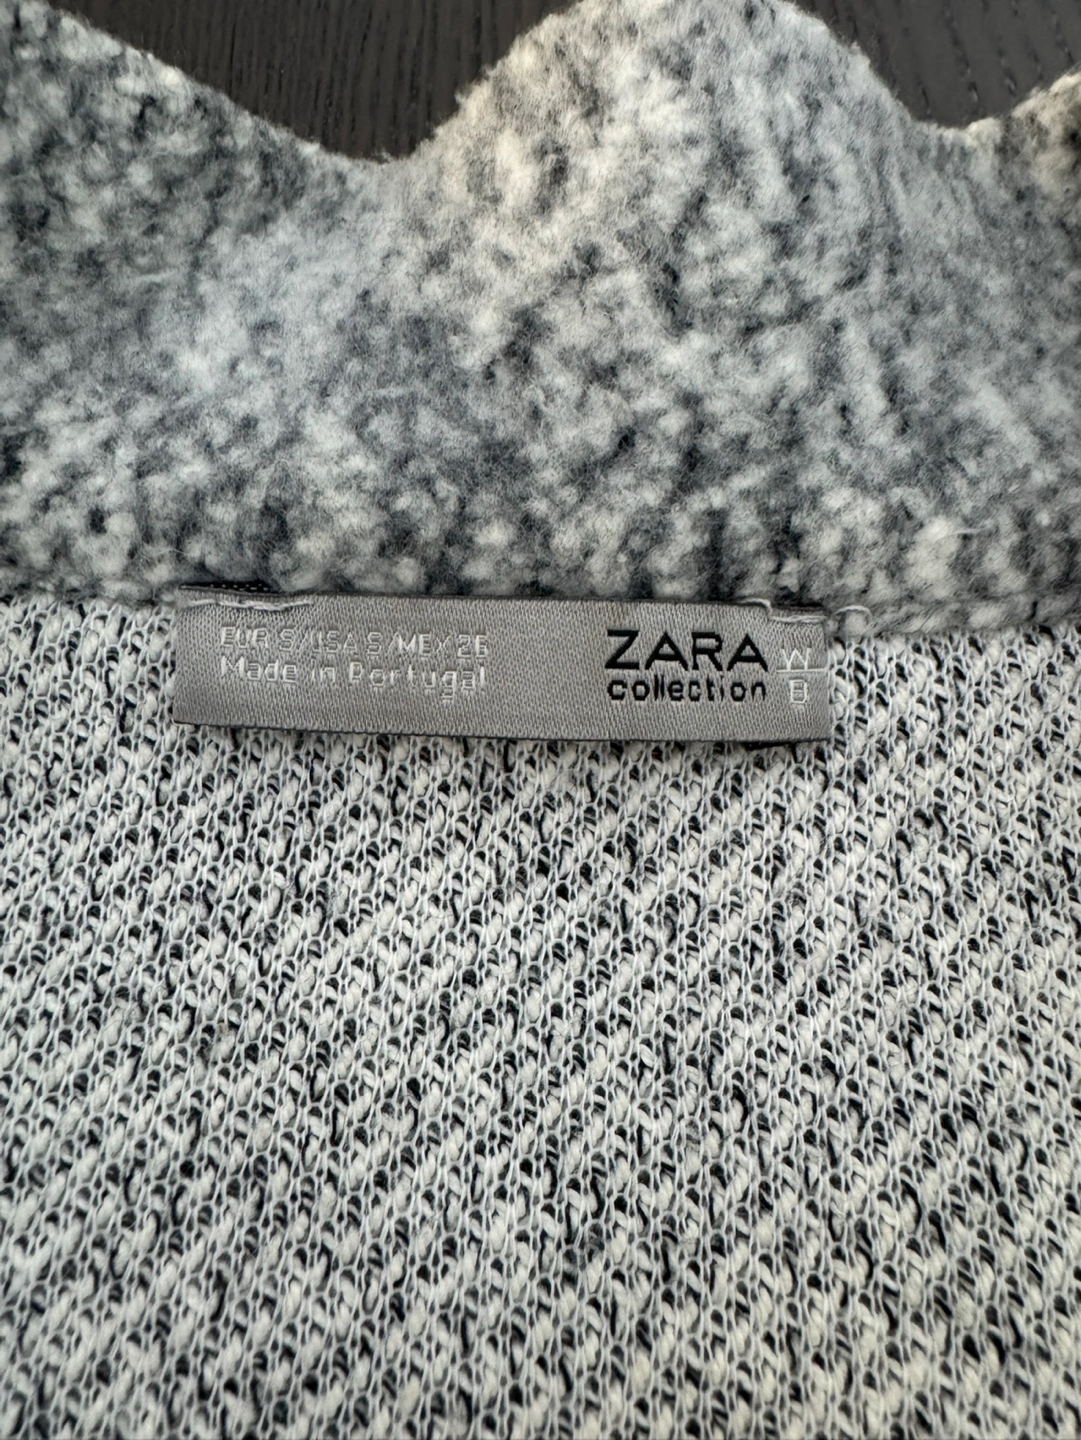 EUR S/USA S/MEX 26
Made in Portugal
ZARA
collection
W
B